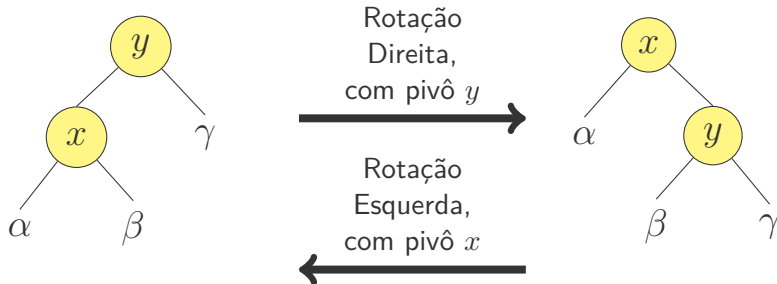 y
x
γ
α
β
Rotação
Direita,
com pivô y
Rotação
Esquerda,
com pivô x
x
α
y
β
γ